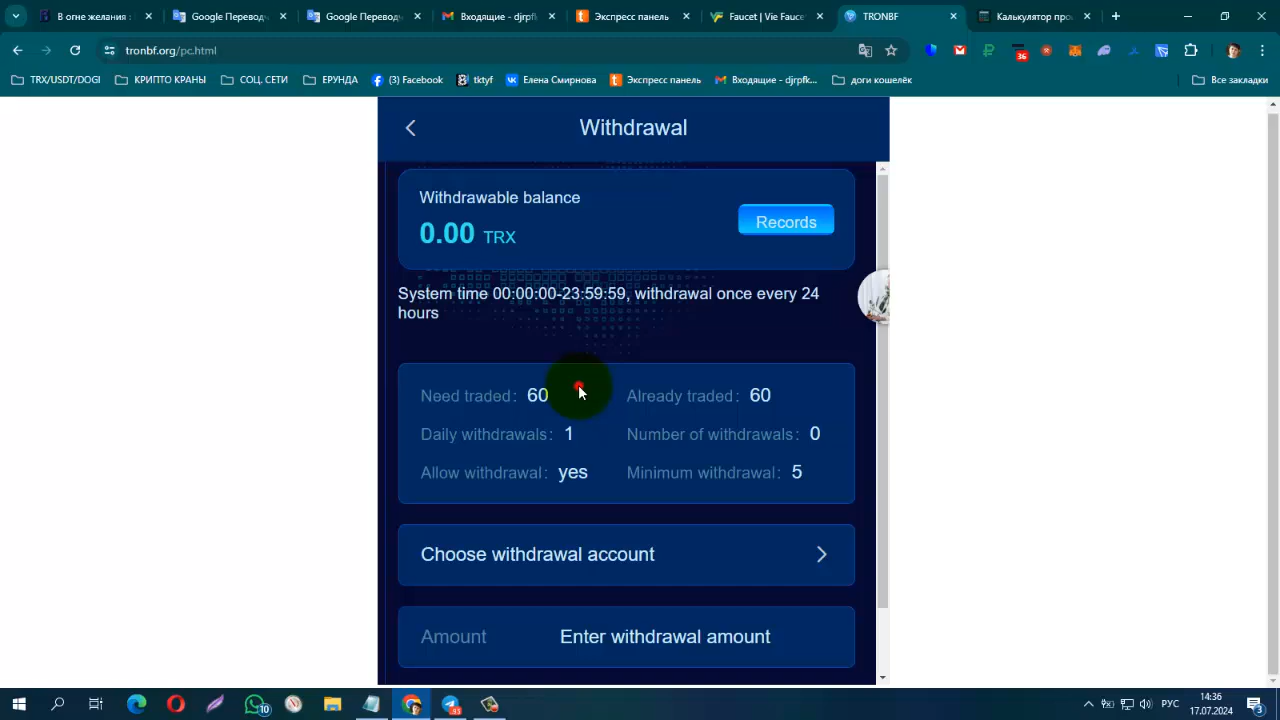 В огне желания :
Google Переводч
Google Переводч
Входящие - djrpf
Экспресс панель
Faucet | Vie Fauce
TRONBF
Калькулятор про
tronbf.org/pc.html
36
TRX/USDT/DOGI
КРИПТО КРАНЫ
СОЦ. СЕТИ
ЕРУНДА
(3) Facebook
tktyf
Елена Смирнова
Экспресс панель
Входящие - djrpfk...
доги кошелёк
Все закладки
Withdrawal
Withdrawable balance
0.00 TRX
Records
System time 00:00:00-23:59:59, withdrawal once every 24
hours
Need traded: 60
Already traded: 60
Daily withdrawals: 1
Number of withdrawals: 0
Allow withdrawal: yes
Minimum withdrawal: 5
Choose withdrawal account
Amount
Enter withdrawal amount
10
РУС
14:36
17.07.2024
3